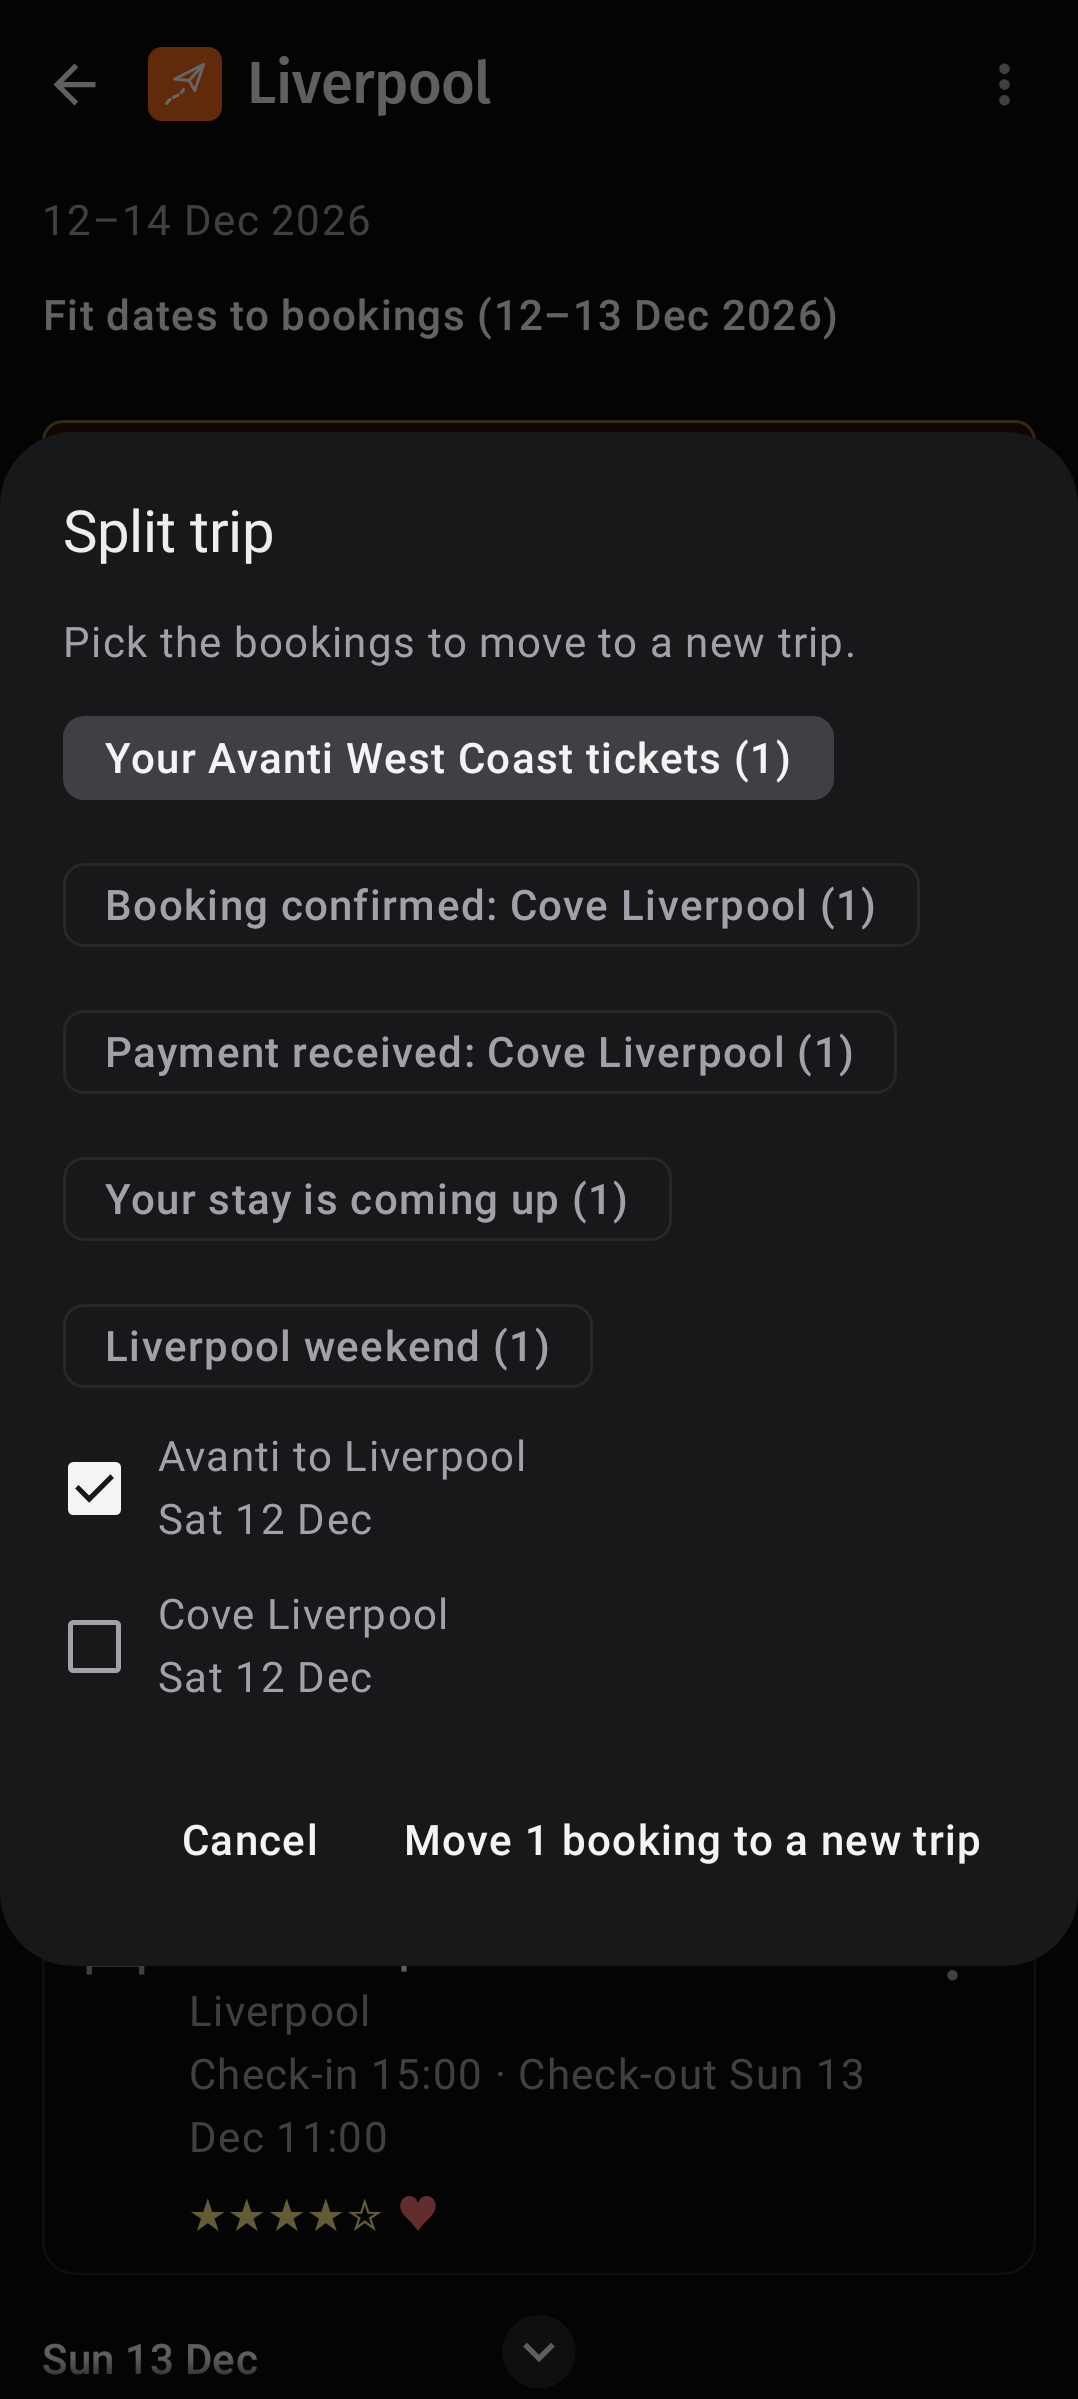 Liverpool
12–14 Dec 2026
Fit dates to bookings (12–13 Dec 2026)
Split trip
Pick the bookings to move to a new trip.
Your Avanti West Coast tickets (1)
Booking confirmed: Cove Liverpool (1)
Payment received: Cove Liverpool (1)
Your stay is coming up (1)
Liverpool weekend (1)
Avanti to Liverpool
Sat 12 Dec
Cove Liverpool
Sat 12 Dec
Cancel
Move 1 booking to a new trip
Liverpool
Check-in 15:00 · Check-out Sun 13
Dec 11:00
Sun 13 Dec